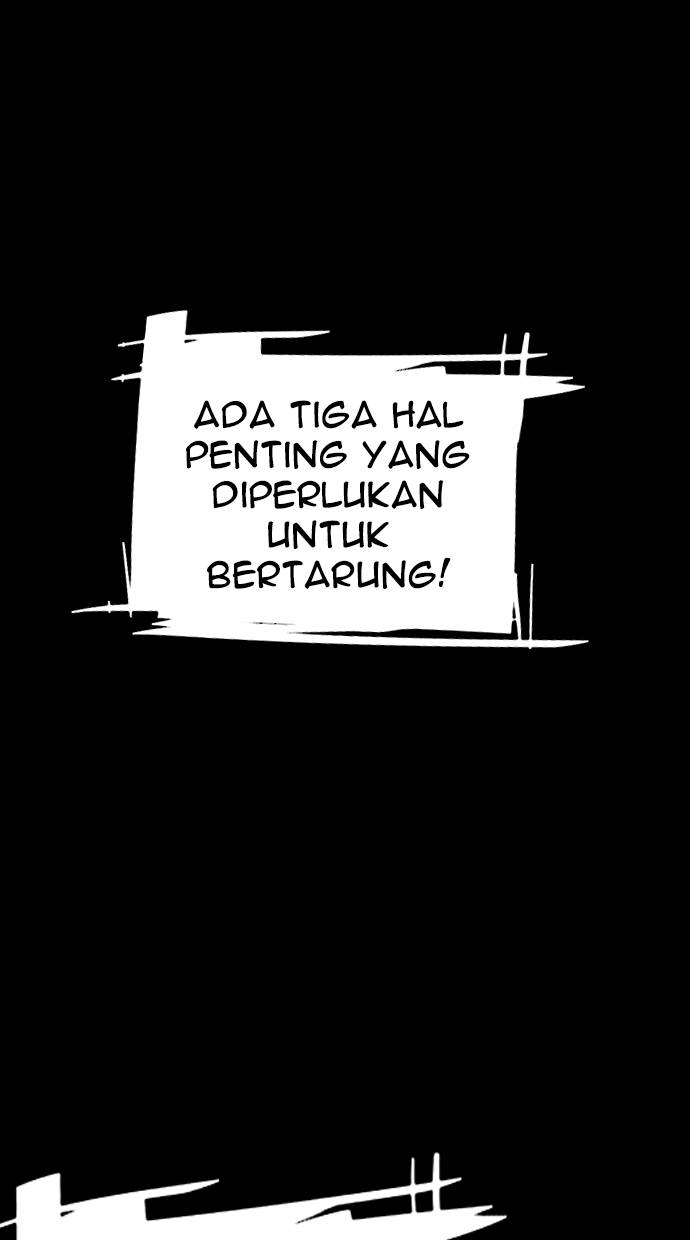 ADA TIGA HAL
PENTING YANG
DIPERLUKAN
UNTUK
BERTARUNG!